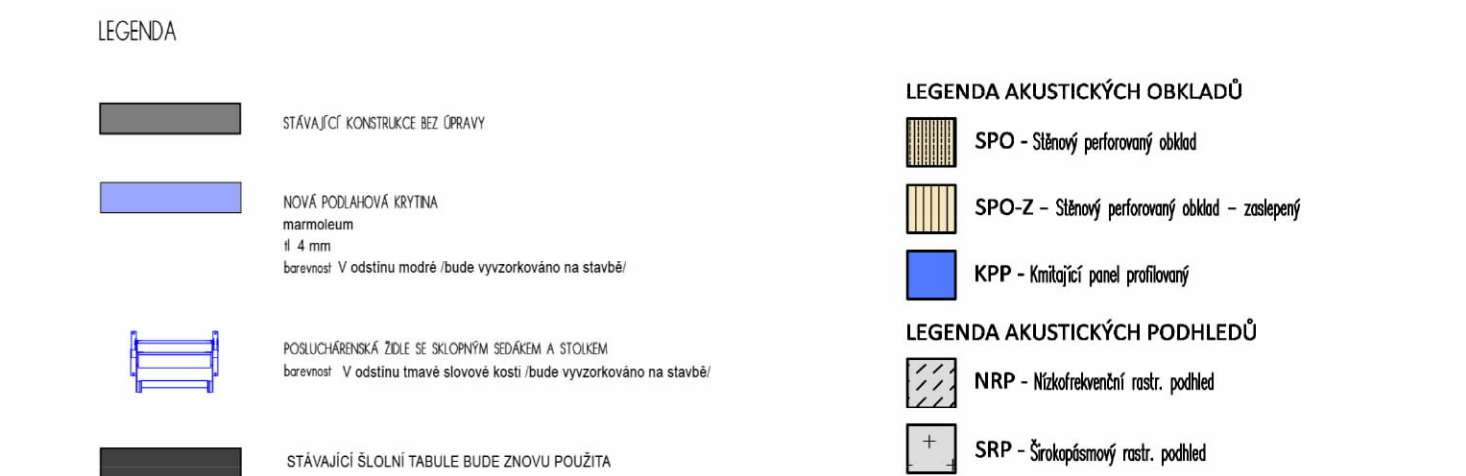 LEGENDA
STÁVAJÍCÍ KONSTRUKCE BEZ ÚPRAVY
NOVÁ PODLAHOVÁ KRYTINA
marmoleum
tl 4 mm
barevnost V odstínu modré /bude vyvzorkováno na stavbě/
POSLUCHÁRENSKÁ ŽIDLE SE SKLOPNÝM SEDÁKEM A STOLKEM
barevnost V odstínu tmavé slovové kosti /bude vyvzorkováno na stavbě/
STÁVAJÍCÍ ŠLOLNÍ TABULE BUDE ZNOVU POUŽITA
LEGENDA AKUSTICKÝCH OBKLADŮ
SPO - Stěnový perforovaný obklad
SPO-Z – Stěnový perforovaný obklad – zaslepený
KPP - Kmitající panel profilovaný
LEGENDA AKUSTICKÝCH PODHLEDŮ
NRP - Nízkofrekvenční rastr. podhled
SRP - Širokopásmový rastr. podhled